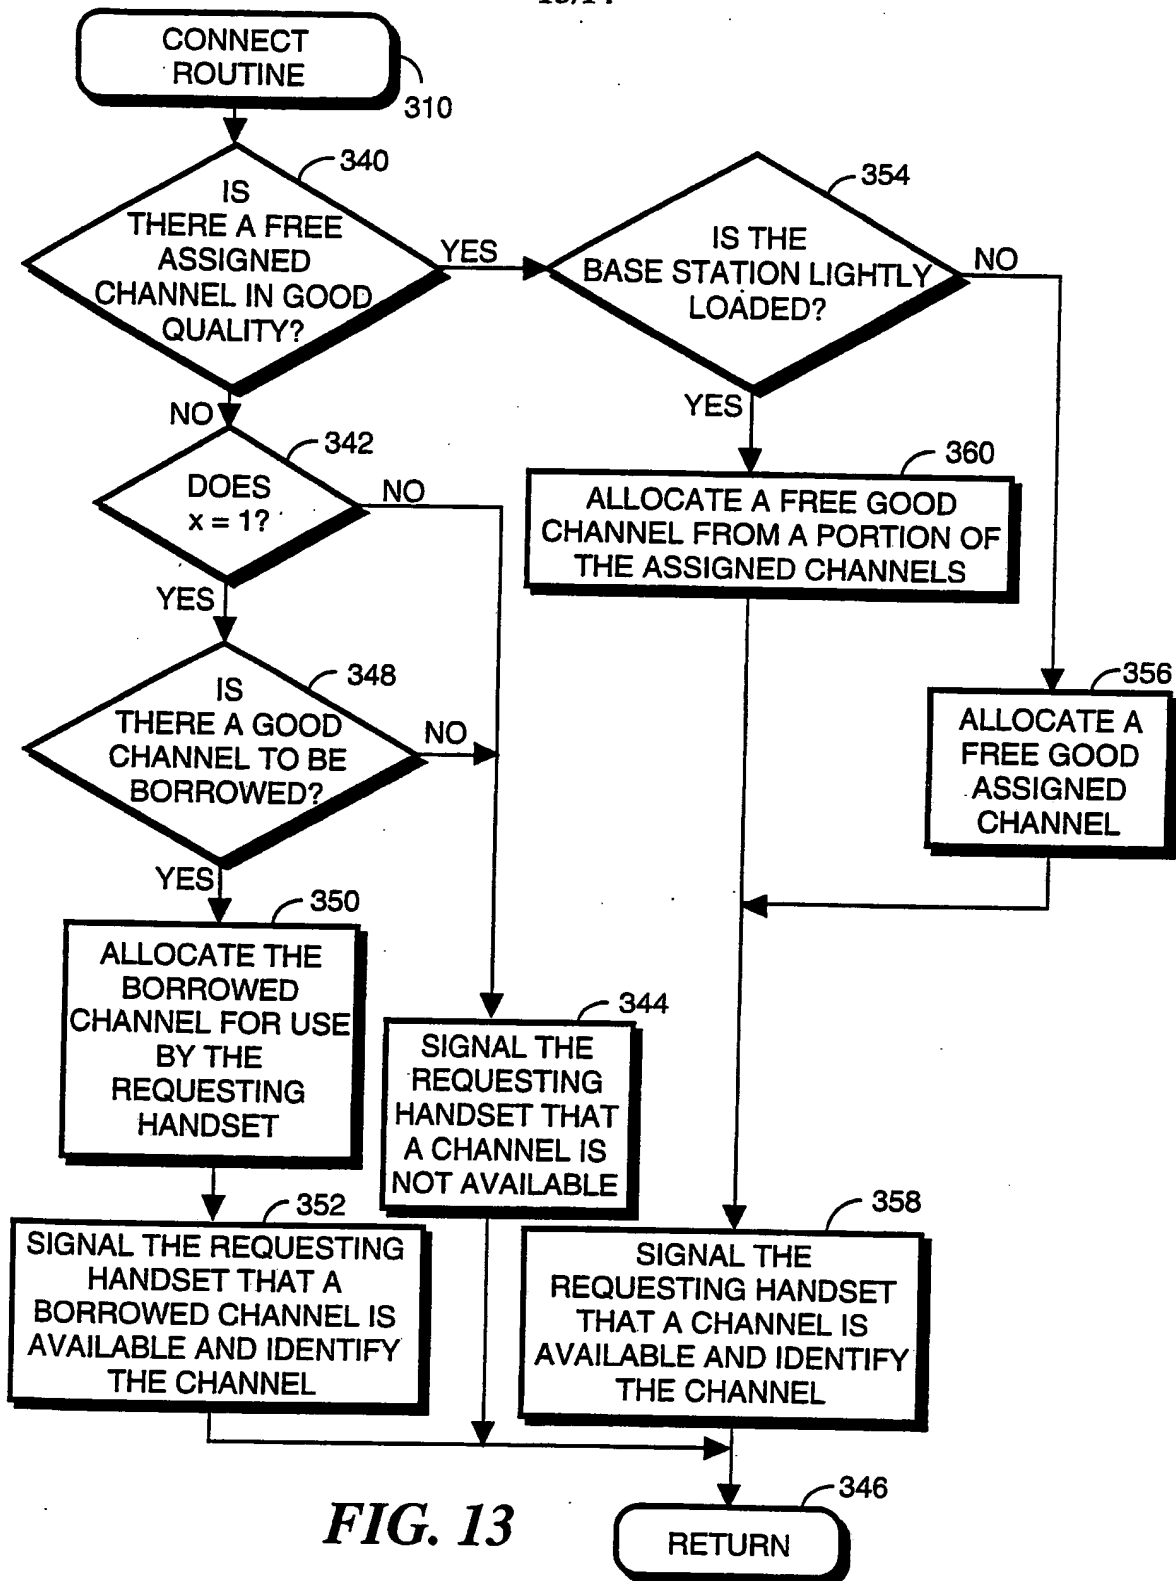 CONNECT
ROUTINE
310
340
IS
THERE A FREE
ASSIGNED
CHANNEL IN GOOD
QUALITY?
YES
NO
354
IS THE
BASE STATION LIGHTLY
LOADED?
NO
YES
342
DOES
x = 1?
NO
YES
360
ALLOCATE A FREE GOOD
CHANNEL FROM A PORTION OF
THE ASSIGNED CHANNELS
348
IS
THERE A GOOD
CHANNEL TO BE
BORROWED?
NO
YES
356
ALLOCATE A
FREE GOOD
ASSIGNED
CHANNEL
350
ALLOCATE THE
BORROWED
CHANNEL FOR USE
BY THE
REQUESTING
HANDSET
344
SIGNAL THE
REQUESTING
HANDSET THAT
A CHANNEL IS
NOT AVAILABLE
352
SIGNAL THE REQUESTING
HANDSET THAT A
BORROWED CHANNEL IS
AVAILABLE AND IDENTIFY
THE CHANNEL
358
SIGNAL THE
REQUESTING HANDSET
THAT A CHANNEL IS
AVAILABLE AND IDENTIFY
THE CHANNEL
346
RETURN
FIG. 13